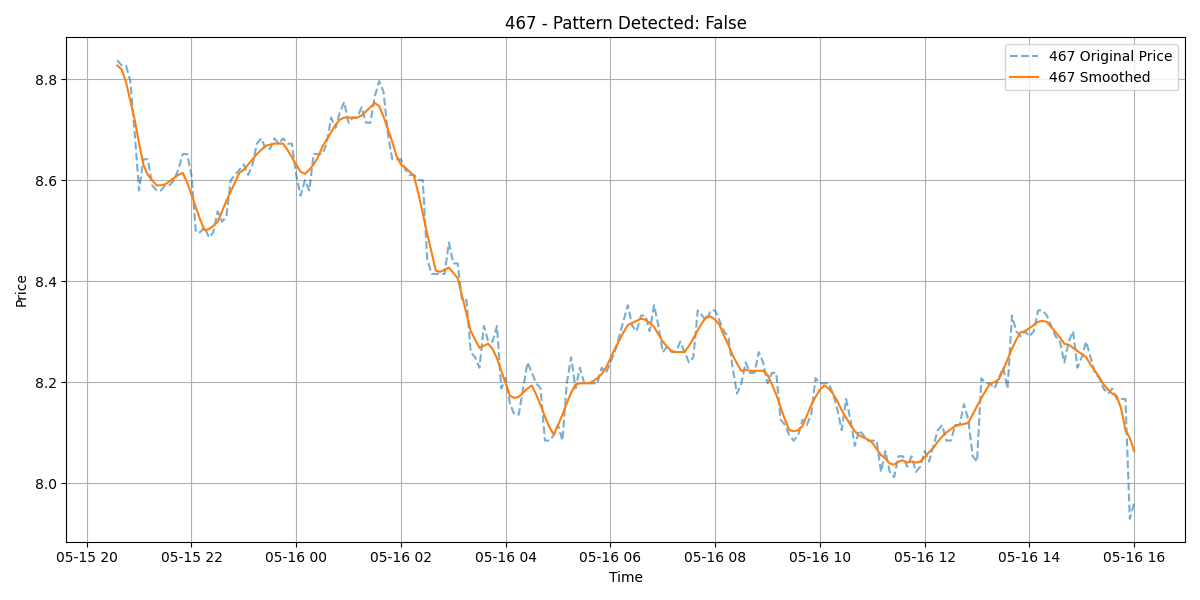 467 - Pattern Detected: False
467 Original Price
467 Smoothed
Price
8.8
8.6
8.4
8.2
8.0
05-15 20 05-15 22 05-16 00 05-16 02 05-16 04 05-16 06 05-16 08 05-16 10 05-16 12 05-16 14 05-16 16
Time